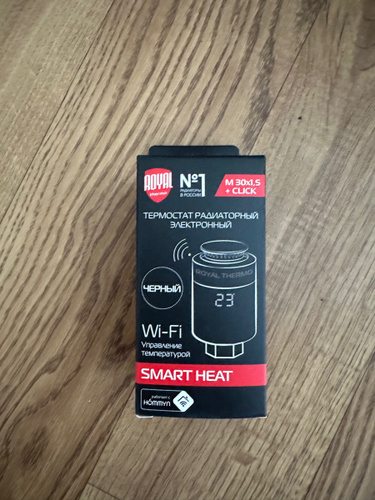 ROYAL
THERMO
№1
РАДИАТОРЫ
В РОССИИ
M 30x1,5
+ CLICK
ТЕРМОСТАТ РАДИАТОРНЫЙ
ЭЛЕКТРОННЫЙ
ROYAL THERMO
23
ЧЕРНЫЙ
Wi-Fi
Управление
температурой
SMART HEAT
работает с
HOMMYN